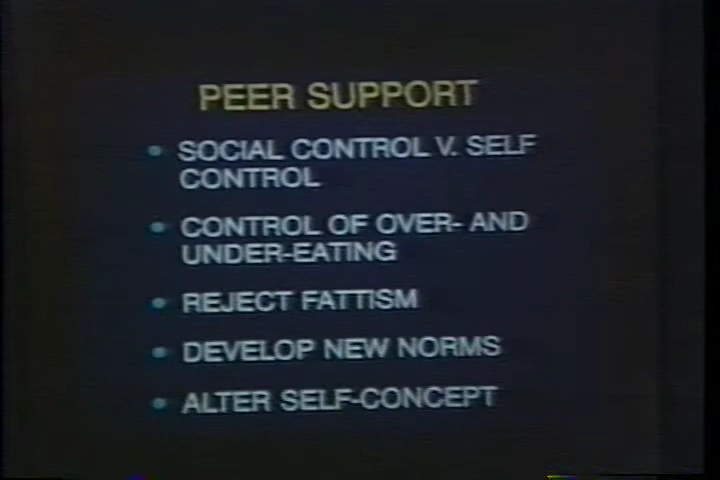 PEER SUPPORT
• SOCIAL CONTROL V. SELF
CONTROL
• CONTROL OF OVER- AND
UNDER-EATING
• REJECT FATTISM
• DEVELOP NEW NORMS
• ALTER SELF-CONCEPT